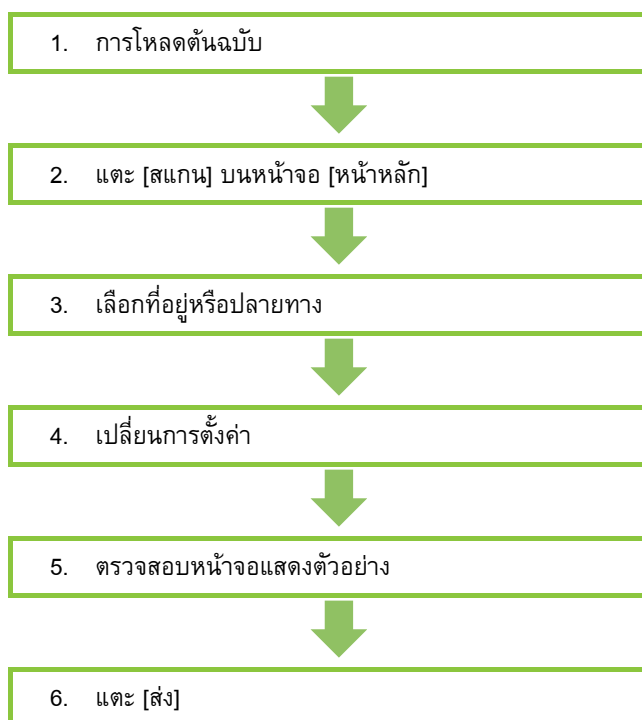 1. การโหลดต้นฉบับ
2. แตะ [สแกน] บนหน้าจอ [หน้าหลัก]
3. เลือกที่อยู่หรือปลายทาง
4. เปลี่ยนการตั้งค่า
5. ตรวจสอบหน้าจอแสดงตัวอย่าง
6. แตะ [ส่ง]